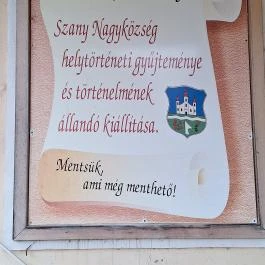 Szany Nagyközség
helytörténeti gyűjteménye
és történelmének
állandó kiállítása.
Mentsük,
ami még menthető!